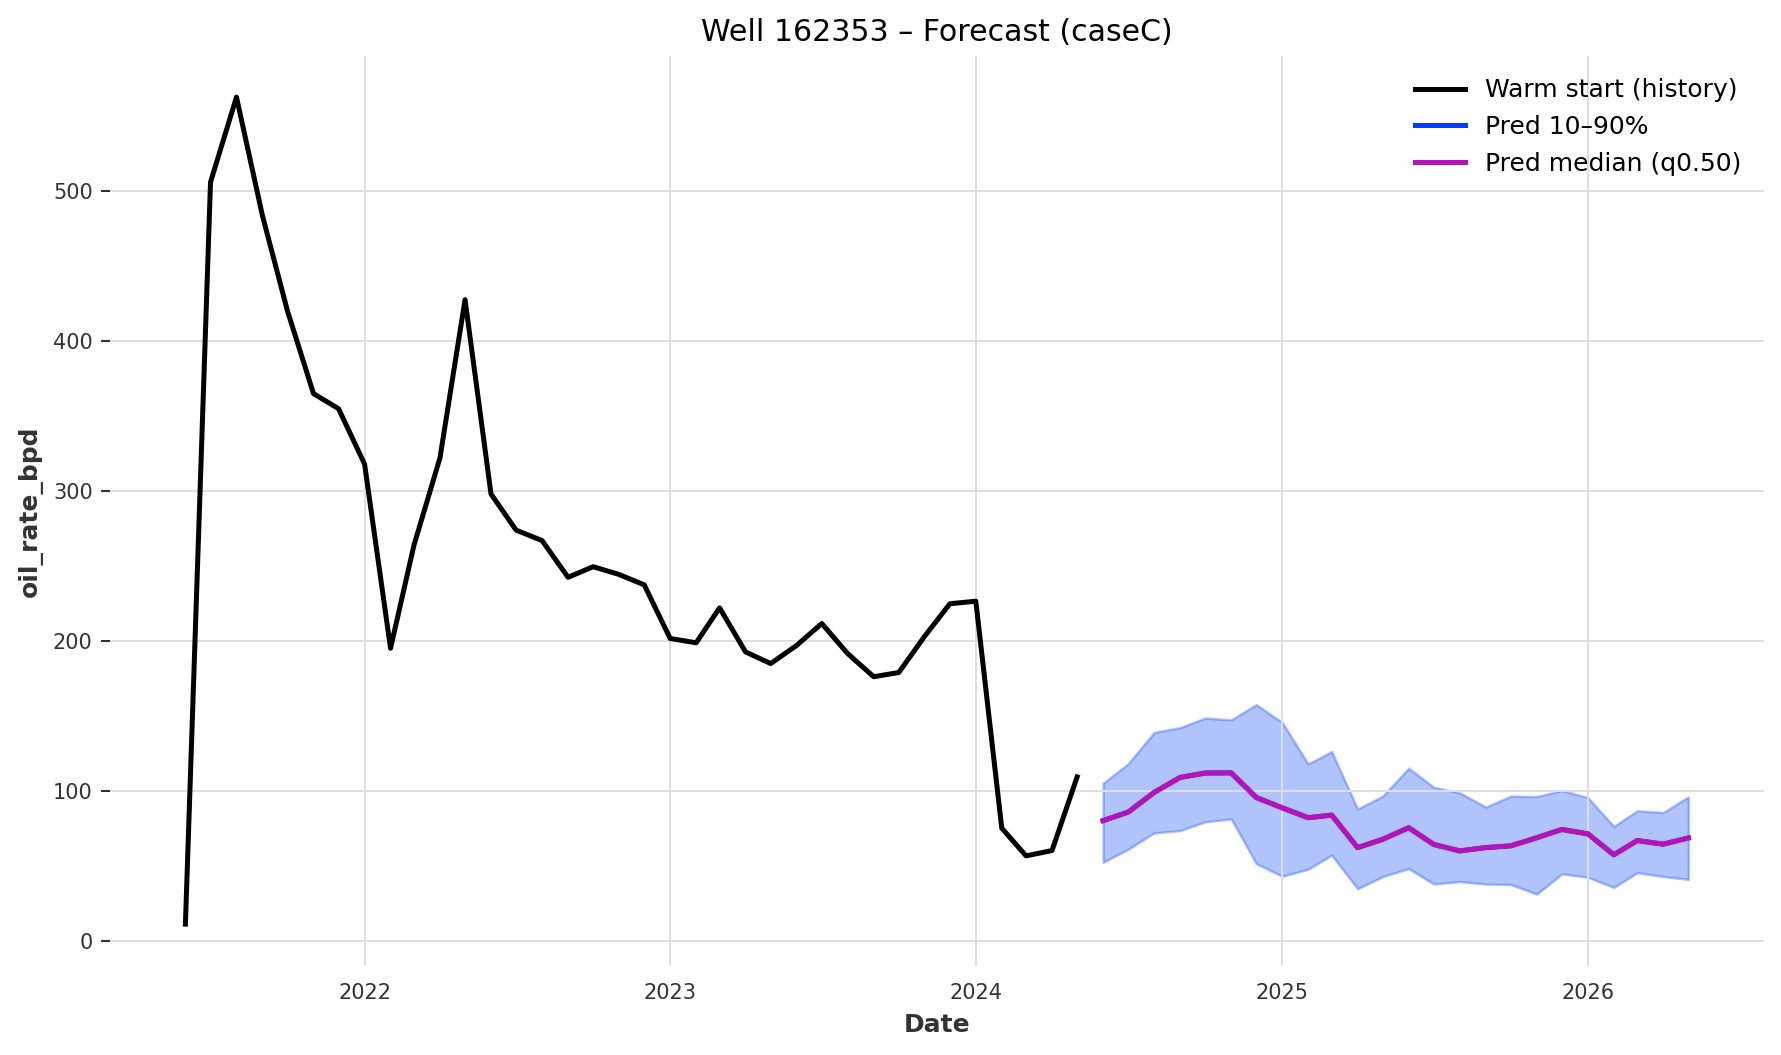 Well 162353 – Forecast (caseC)
Warm start (history)
Pred 10–90%
Pred median (q0.50)
oil_rate_bpd
500
400
300
200
100
0
2022
2023
2024
2025
2026
Date